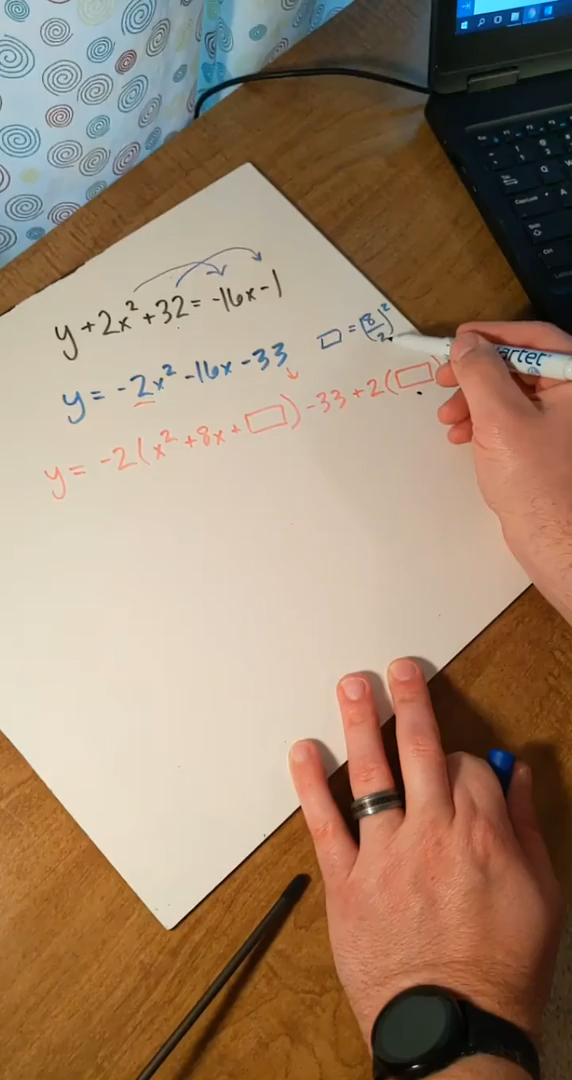 y + 2x² + 32 = -16x - 1
y = -2x² - 16x - 33
□ = (8/2)²
y = -2(x² + 8x + □) - 33 + 2(□